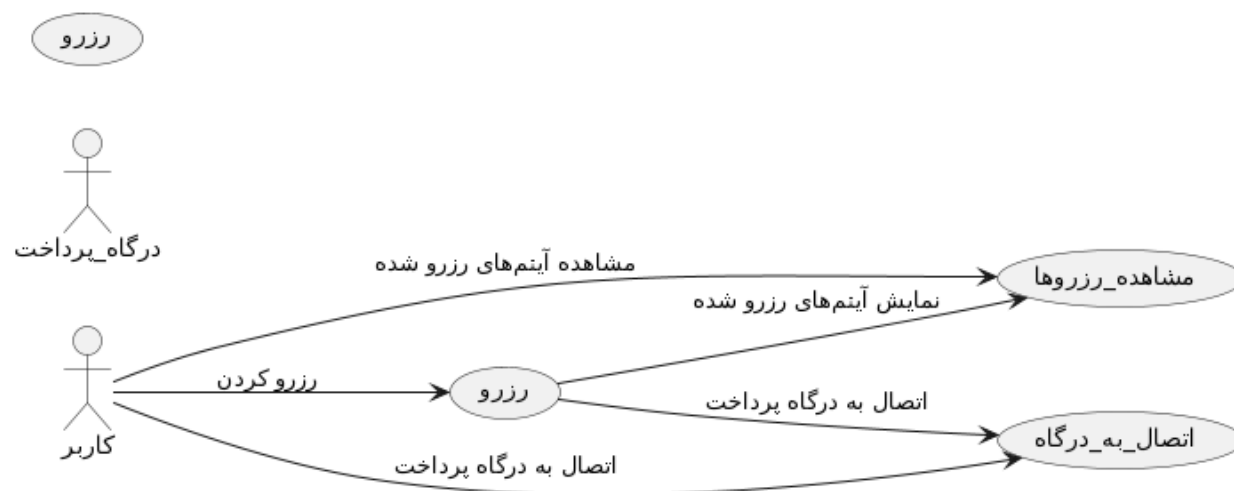 رزرو
درگاه_پرداخت
مشاهده آیتم‌های رزرو شده
مشاهده_رزروها
نمایش آیتم‌های رزرو شده
رزرو کردن
رزرو
اتصال به درگاه پرداخت
اتصال_به_درگاه
کاربر
اتصال به درگاه پرداخت